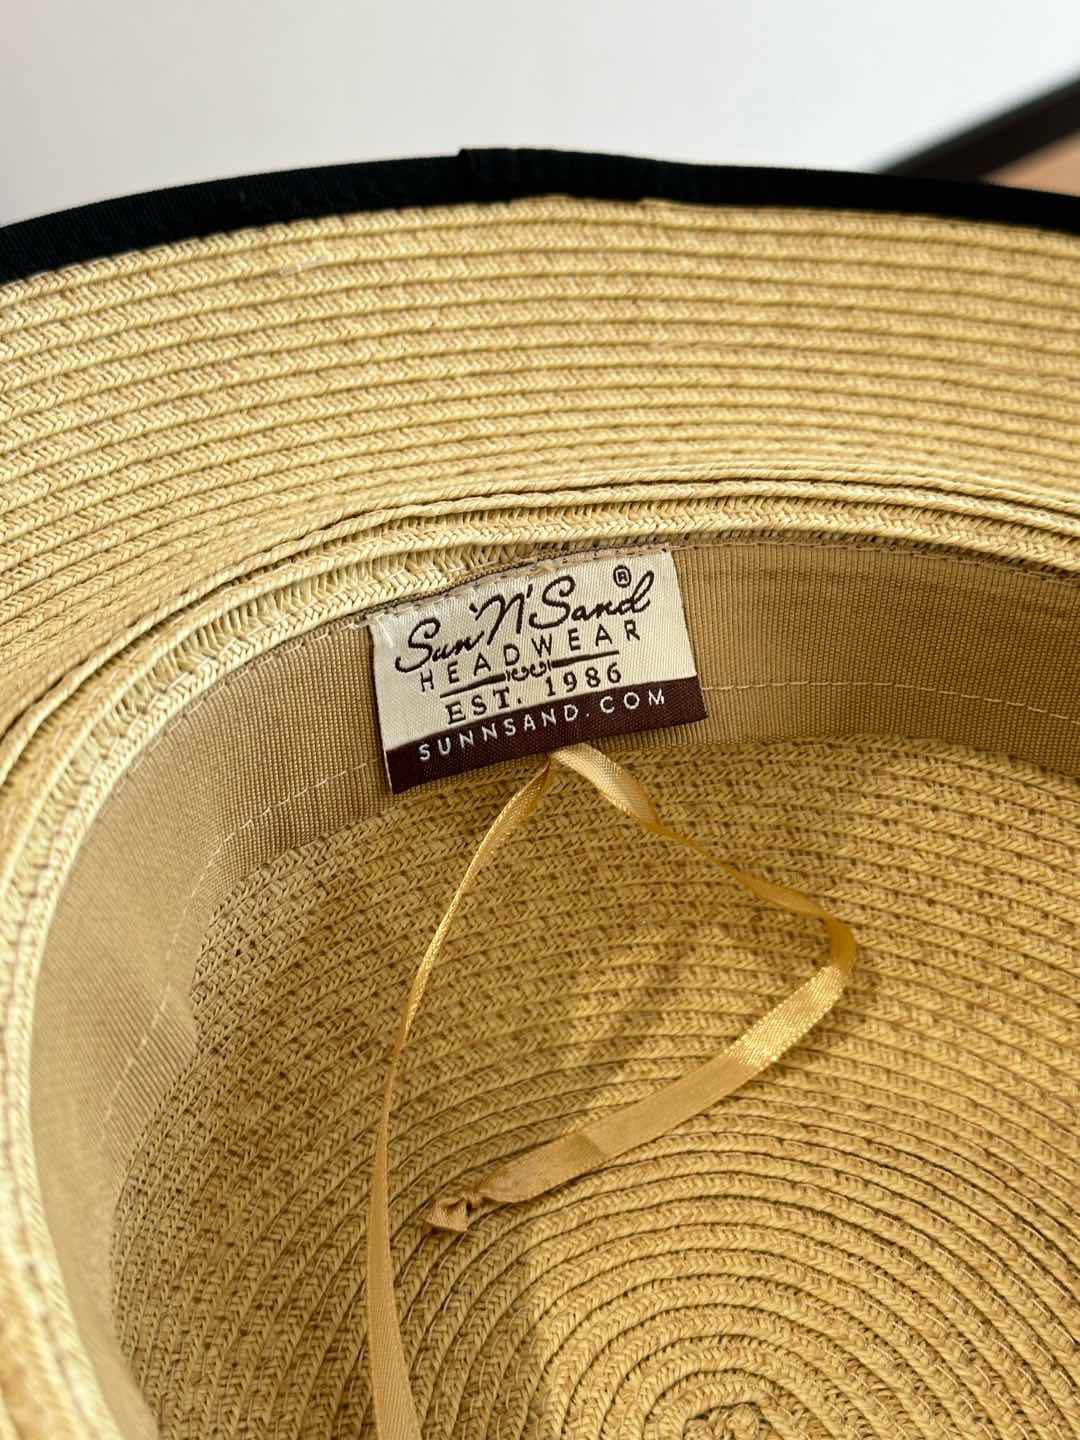 Sun 'N' Sand ®
HEADWEAR
EST. 1986
SUNNSAND.COM